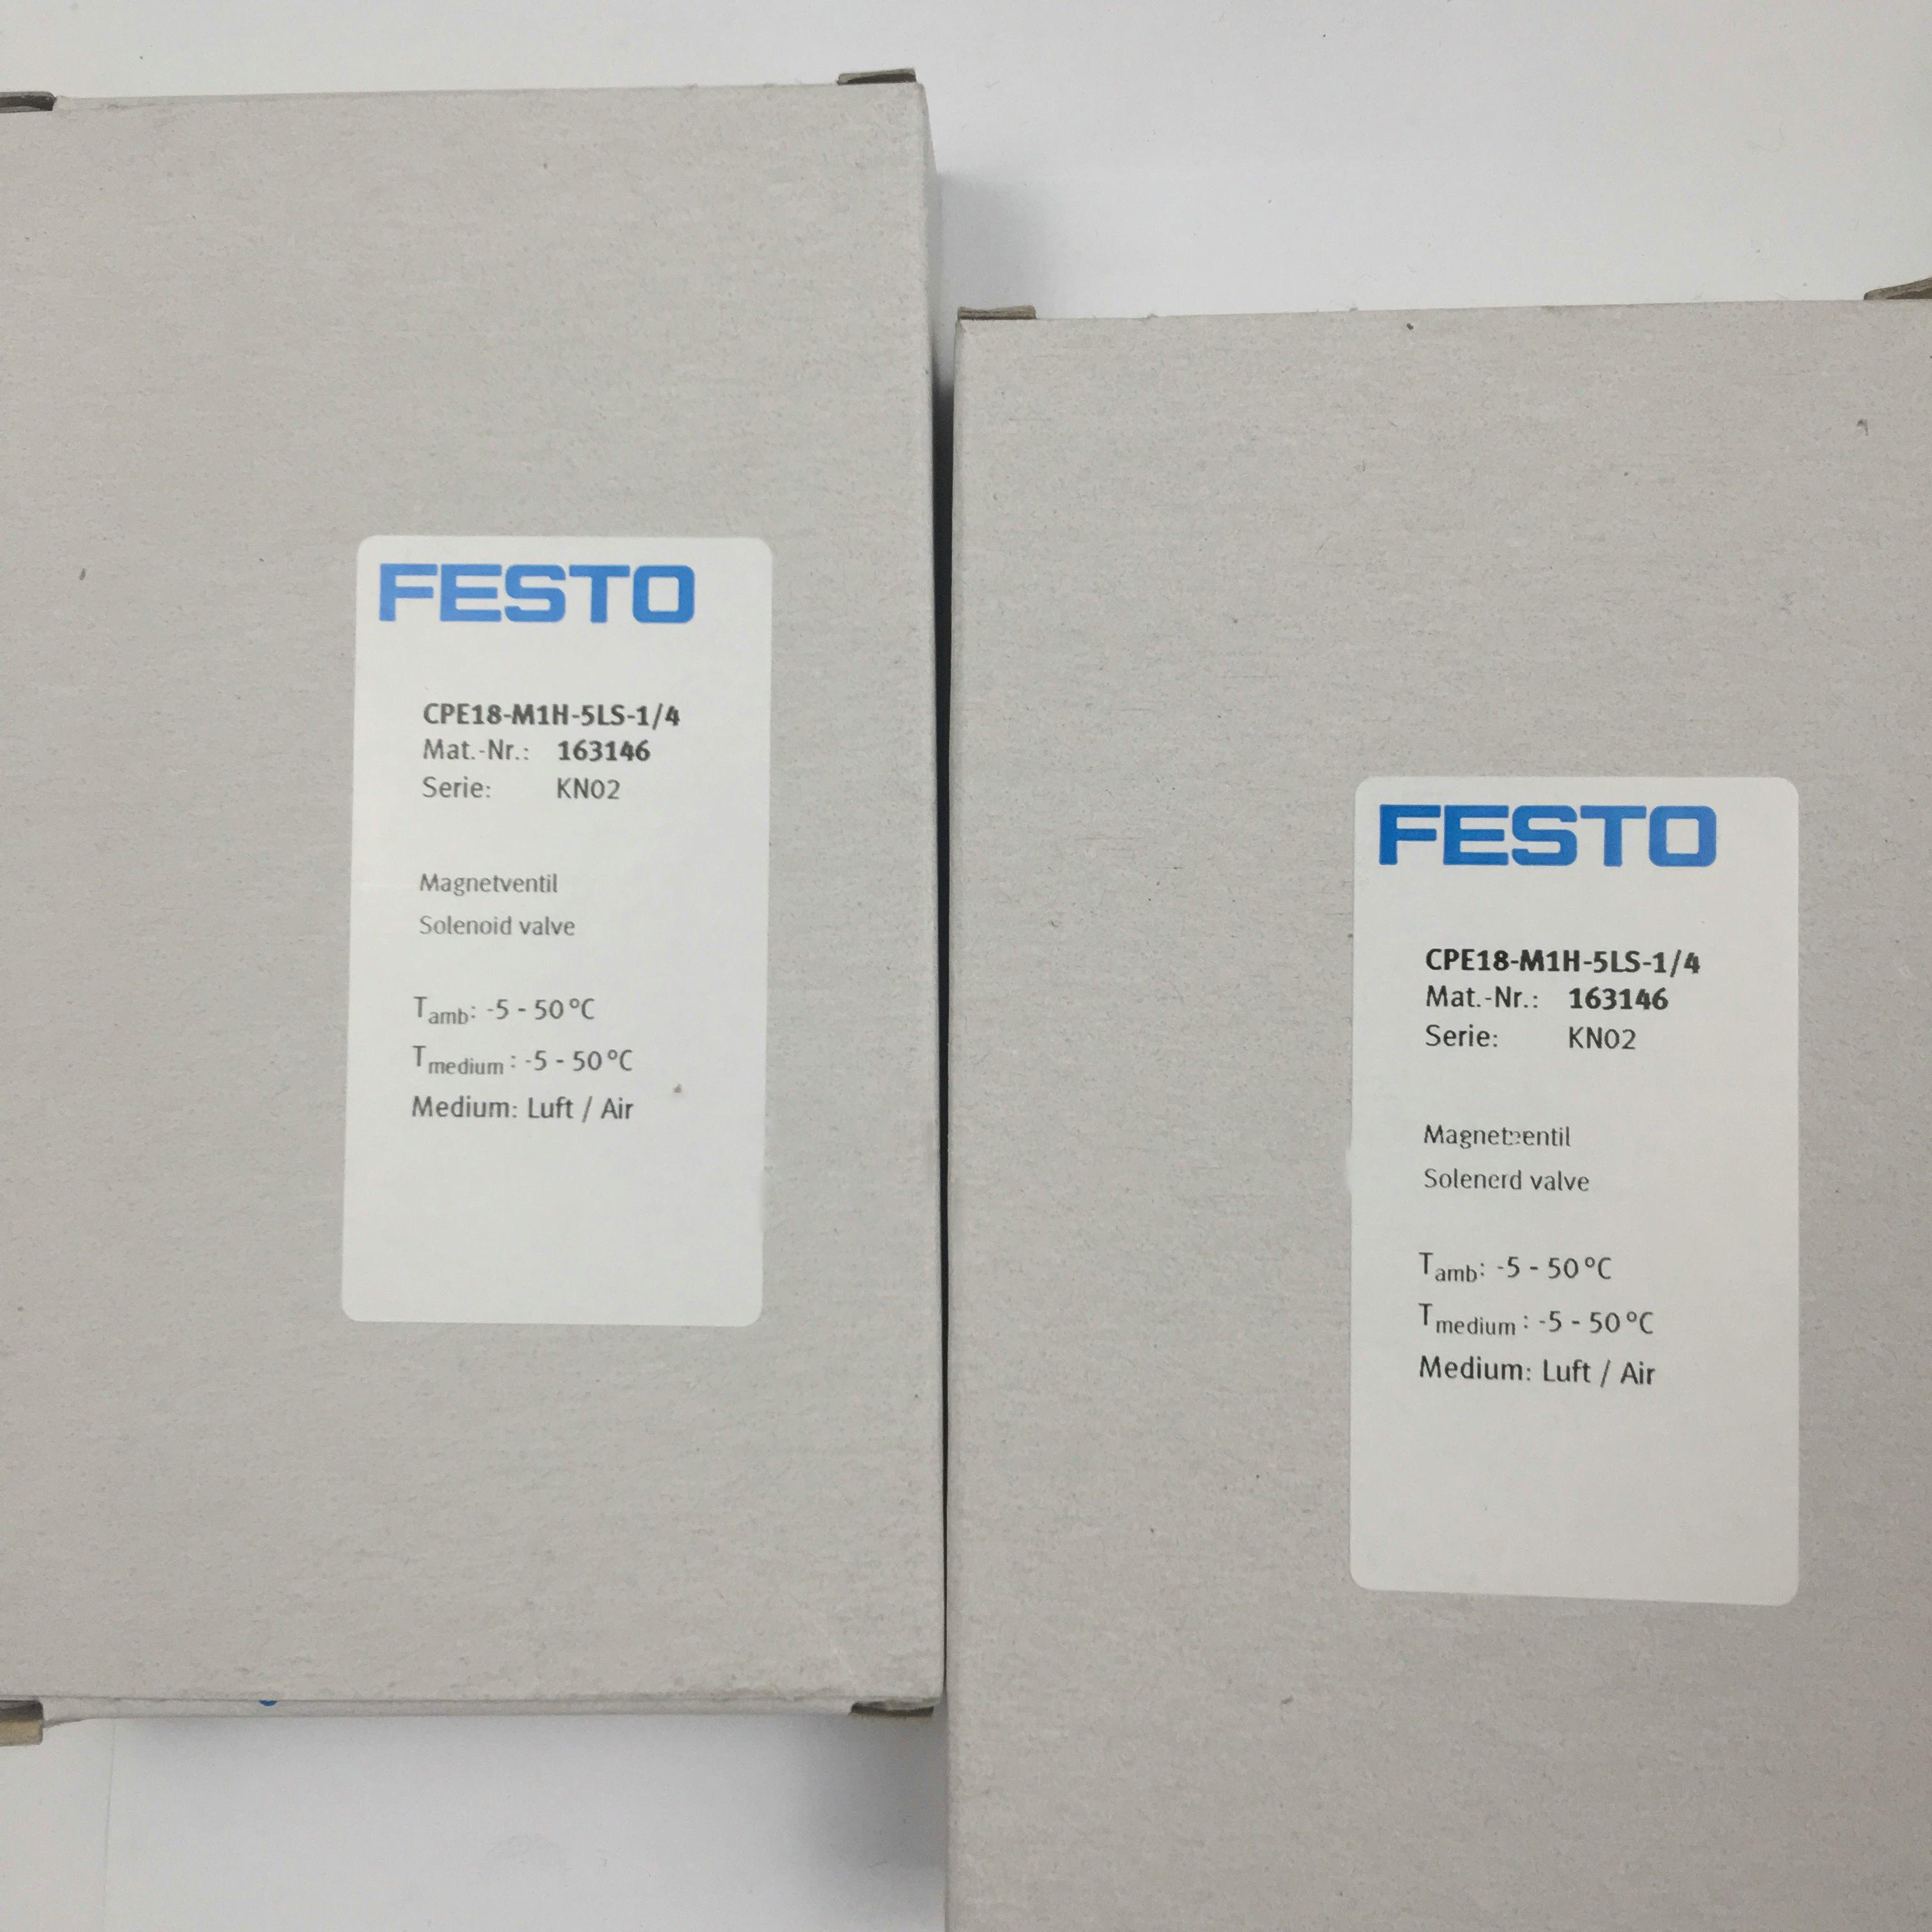 FESTO
CPE18-M1H-5LS-1/4
Mat.-Nr.: 163146
Serie: KN02
Magnetventil
Solenoid valve
Tamb: -5 - 50°C
Tmedium: -5 - 50°C
Medium: Luft / Air
FESTO
CPE18-M1H-5LS-1/4
Mat.-Nr.: 163146
Serie: KN02
Solenerd valve
Tamb: -5 - 50°C
Tmedium: -5 - 50°C
Medium: Luft / Air